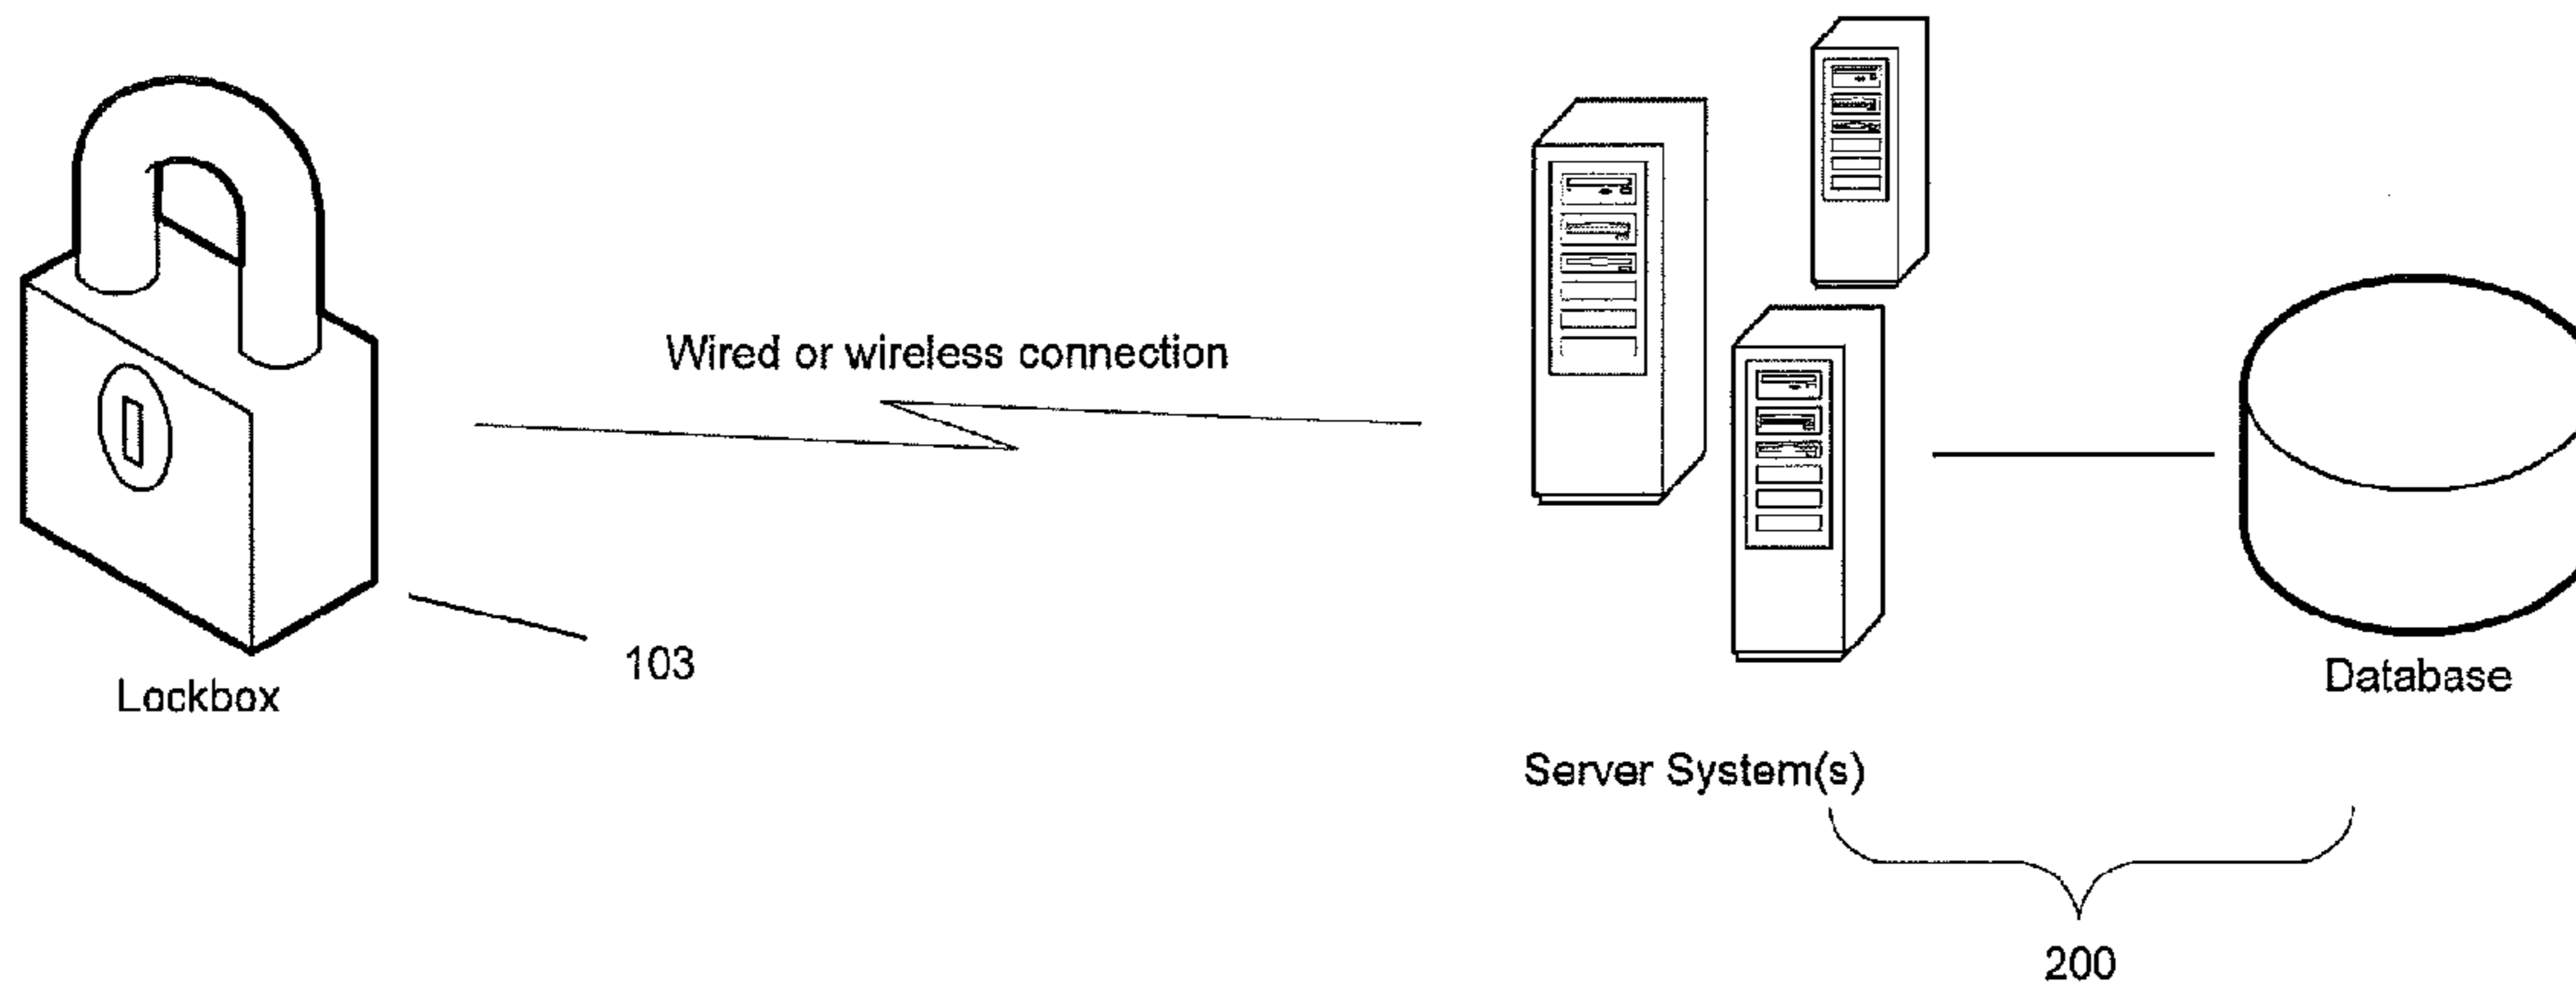 Wired or wireless connection
103
Lockbox
Database
Server System(s)
200